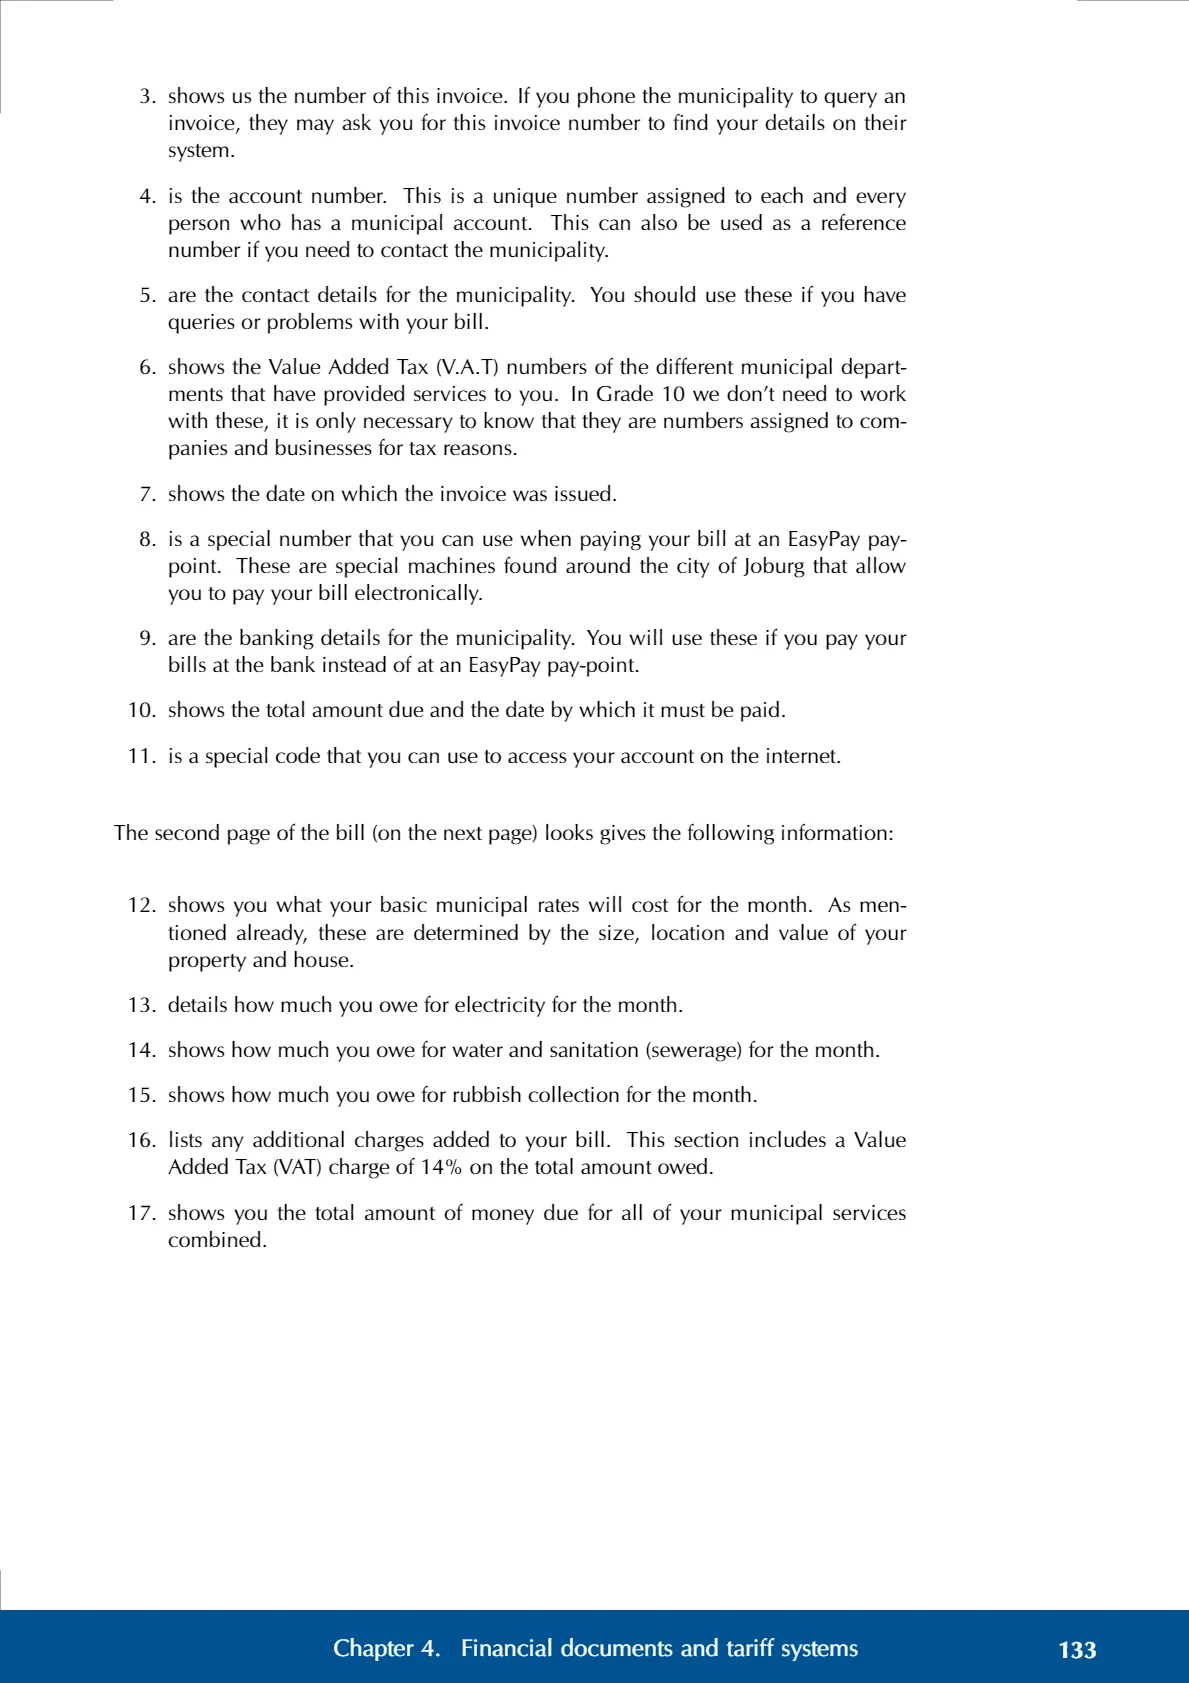 3. shows us the number of this invoice. If you phone the municipality to query an
invoice, they may ask you for this invoice number to find your details on their
system.
4. is the account number. This is a unique number assigned to each and every
person who has a municipal account. This can also be used as a reference
number if you need to contact the municipality.
5. are the contact details for the municipality. You should use these if you have
queries or problems with your bill.
6. shows the Value Added Tax (V.A.T) numbers of the different municipal depart-
ments that have provided services to you. In Grade 10 we don't need to work
with these, it is only necessary to know that they are numbers assigned to com-
panies and businesses for tax reasons.
7. shows the date on which the invoice was issued.
8. is a special number that you can use when paying your bill at an EasyPay pay-
point. These are special machines found around the city of Joburg that allow
you to pay your bill electronically.
9. are the banking details for the municipality. You will use these if you pay your
bills at the bank instead of at an EasyPay pay-point.
10. shows the total amount due and the date by which it must be paid.
11. is a special code that you can use to access your account on the internet.
The second page of the bill (on the next page) looks gives the following information:
12. shows you what your basic municipal rates will cost for the month. As men-
tioned already, these are determined by the size, location and value of your
property and house.
13. details how much you owe for electricity for the month.
14. shows how much you owe for water and sanitation (sewerage) for the month.
15. shows how much you owe for rubbish collection for the month.
16. lists any additional charges added to your bill. This section includes a Value
Added Tax (VAT) charge of 14% on the total amount owed.
17. shows you the total amount of money due for all of your municipal services
combined.
Chapter 4. Financial documents and tariff systems 133